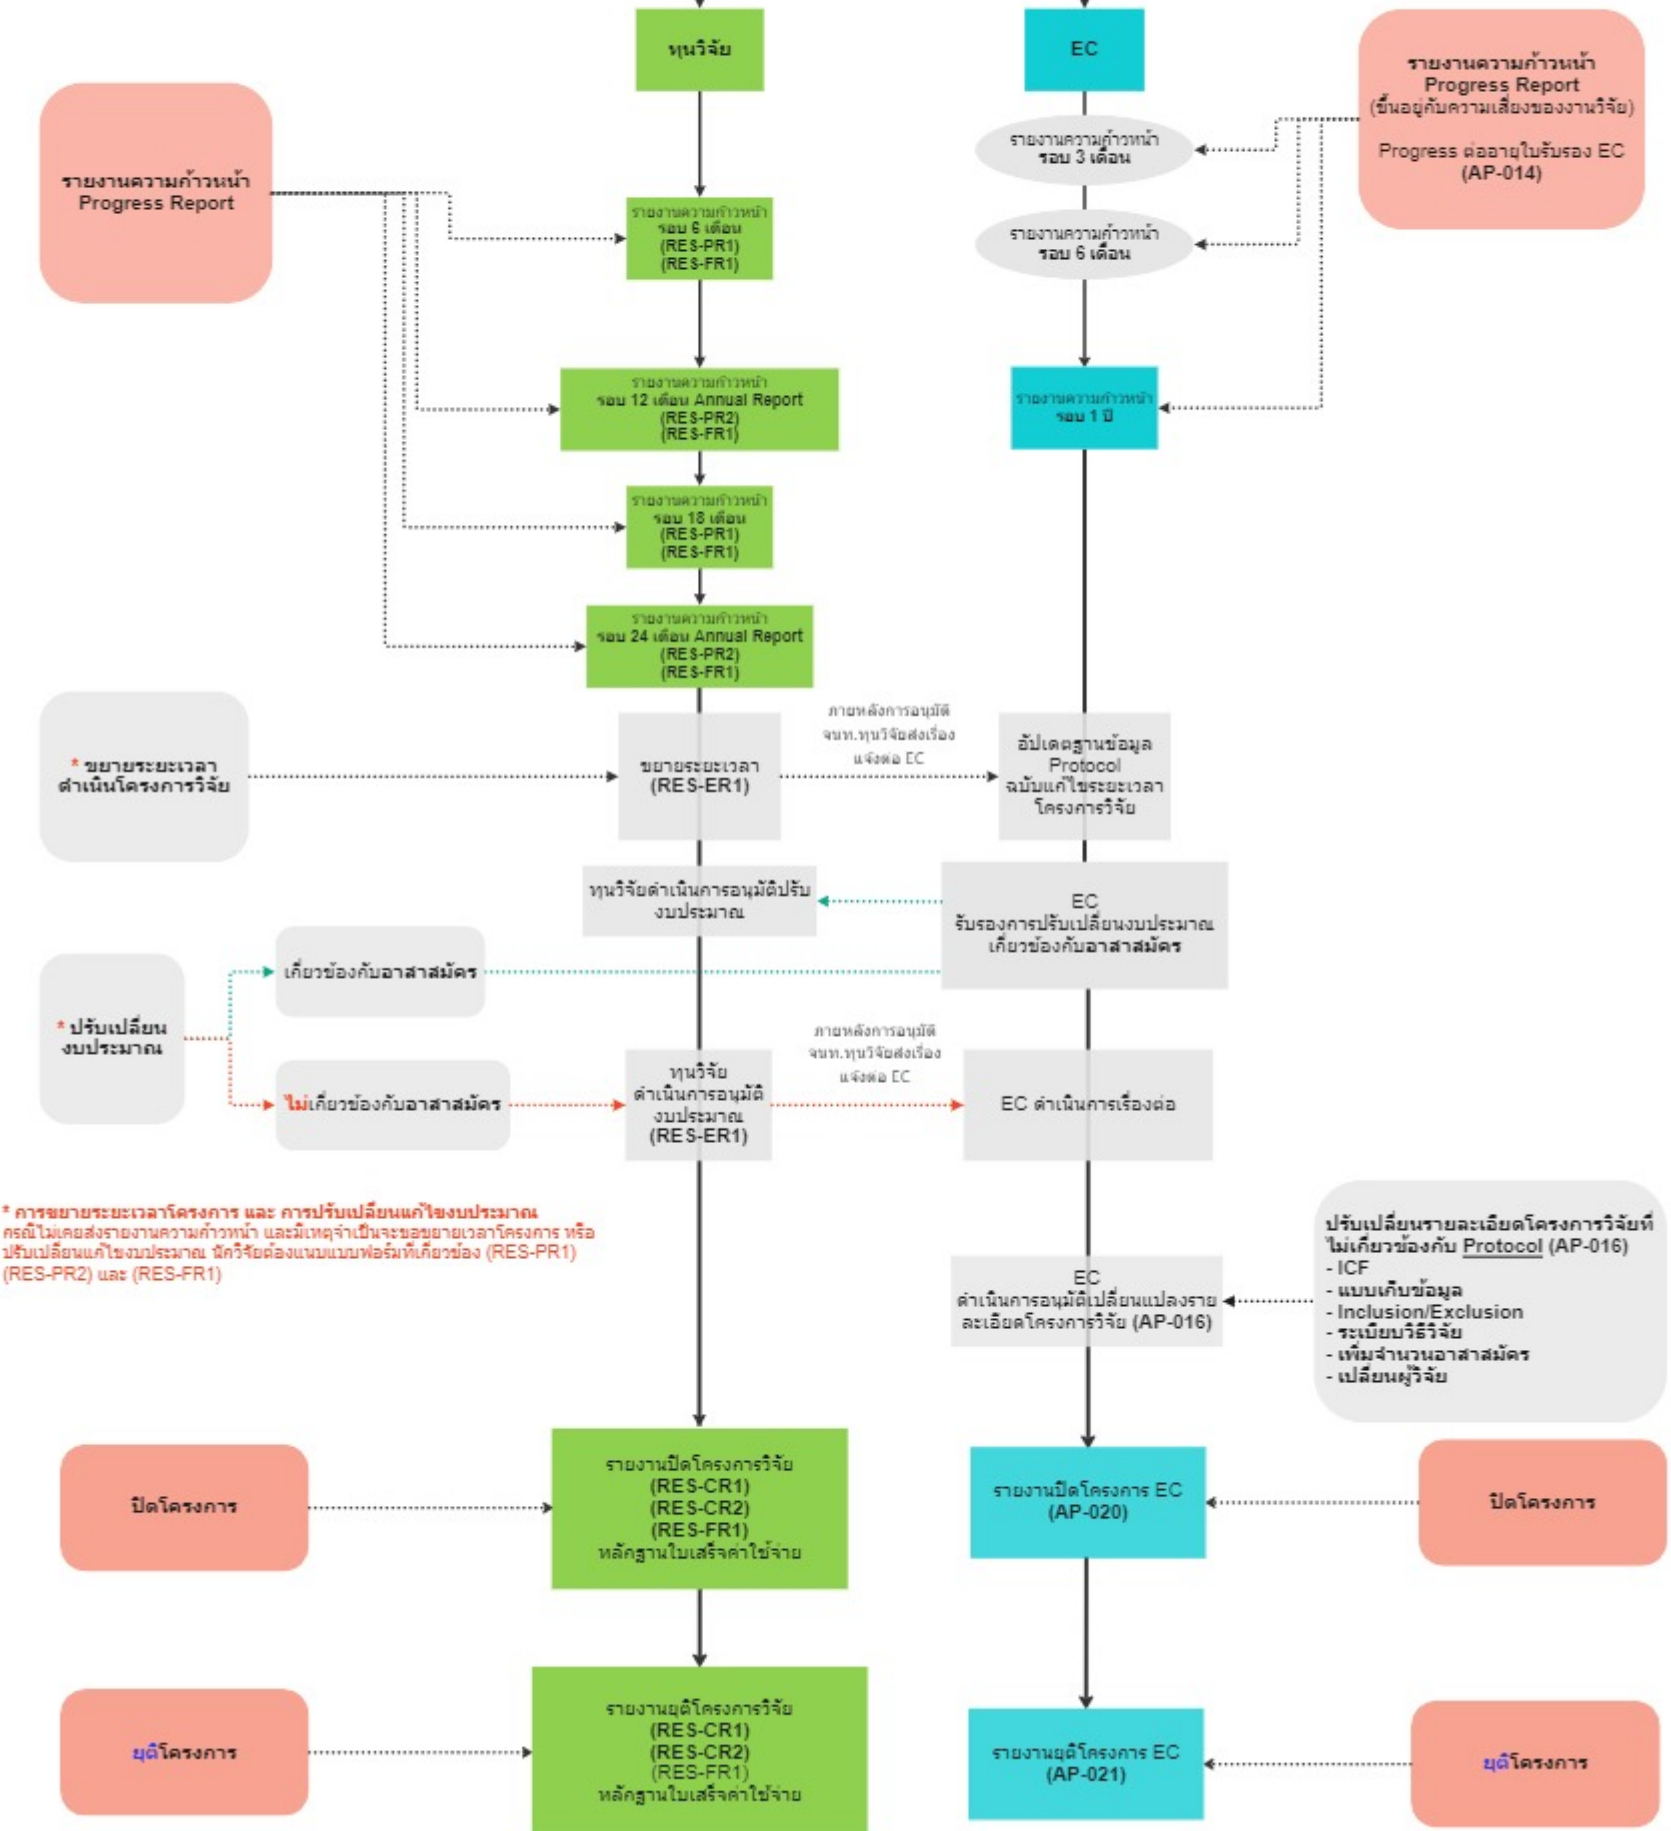 ทุนวิจัย
EC
รายงานความก้าวหน้า
Progress Report
(ขึ้นอยู่กับความเสี่ยงของงานวิจัย)
Progress ต่ออายุใบรับรอง EC
(AP-014)
รายงานความก้าวหน้า
รอบ 3 เดือน
รายงานความก้าวหน้า
Progress Report
รายงานความก้าวหน้า
รอบ 6 เดือน
(RES-PR1)
(RES-FR1)
รายงานความก้าวหน้า
รอบ 6 เดือน
รายงานความก้าวหน้า
รอบ 12 เดือน Annual Report
(RES-PR2)
(RES-FR1)
รายงานความก้าวหน้า
รอบ 1 ปี
รายงานความก้าวหน้า
รอบ 18 เดือน
(RES-PR1)
(RES-FR1)
รายงานความก้าวหน้า
รอบ 24 เดือน Annual Report
(RES-PR2)
(RES-FR1)
* ขยายระยะเวลา
ดำเนินโครงการวิจัย
ขยายระยะเวลา
(RES-ER1)
ภายหลังการอนุมัติ
จนท.ทุนวิจัยส่งเรื่อง
แจ้งต่อ EC
อัปเดตฐานข้อมูล
Protocol
ฉบับแก้ไขระยะเวลา
โครงการวิจัย
ทุนวิจัยดำเนินการอนุมัติปรับ
งบประมาณ
EC
รับรองการปรับเปลี่ยนงบประมาณ
เกี่ยวข้องกับอาสาสมัคร
เกี่ยวข้องกับอาสาสมัคร
* ปรับเปลี่ยน
งบประมาณ
ไม่เกี่ยวข้องกับอาสาสมัคร
ทุนวิจัย
ดำเนินการอนุมัติ
งบประมาณ
(RES-ER1)
ภายหลังการอนุมัติ
จนท.ทุนวิจัยส่งเรื่อง
แจ้งต่อ EC
EC ดำเนินการเรื่องต่อ
* การขยายระยะเวลาโครงการ และ การปรับเปลี่ยนแก้ไขงบประมาณ
กรณีไม่เคยส่งรายงานความก้าวหน้า และมีเหตุจำเป็นจะขอขยายเวลาโครงการ หรือ
ปรับเปลี่ยนแก้ไขงบประมาณ นักวิจัยต้องแนบแบบฟอร์มที่เกี่ยวข้อง (RES-PR1)
(RES-PR2) และ (RES-FR1)
EC
ดำเนินการอนุมัติเปลี่ยนแปลงราย
ละเอียดโครงการวิจัย (AP-016)
ปรับเปลี่ยนรายละเอียดโครงการวิจัยที่
ไม่เกี่ยวข้องกับ Protocol (AP-016)
- ICF
- แบบเก็บข้อมูล
- Inclusion/Exclusion
- ระเบียบวิธีวิจัย
- เพิ่มจำนวนอาสาสมัคร
- เปลี่ยนผู้วิจัย
ปิดโครงการ
รายงานปิดโครงการวิจัย
(RES-CR1)
(RES-CR2)
(RES-FR1)
หลักฐานใบเสร็จค่าใช้จ่าย
รายงานปิดโครงการ EC
(AP-020)
ปิดโครงการ
ยุติโครงการ
รายงานยุติโครงการวิจัย
(RES-CR1)
(RES-CR2)
(RES-FR1)
หลักฐานใบเสร็จค่าใช้จ่าย
รายงานยุติโครงการ EC
(AP-021)
ยุติโครงการ